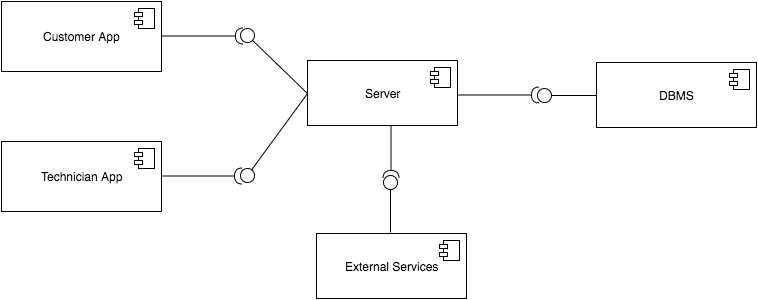 Customer App
Server
DBMS
Technician App
External Services